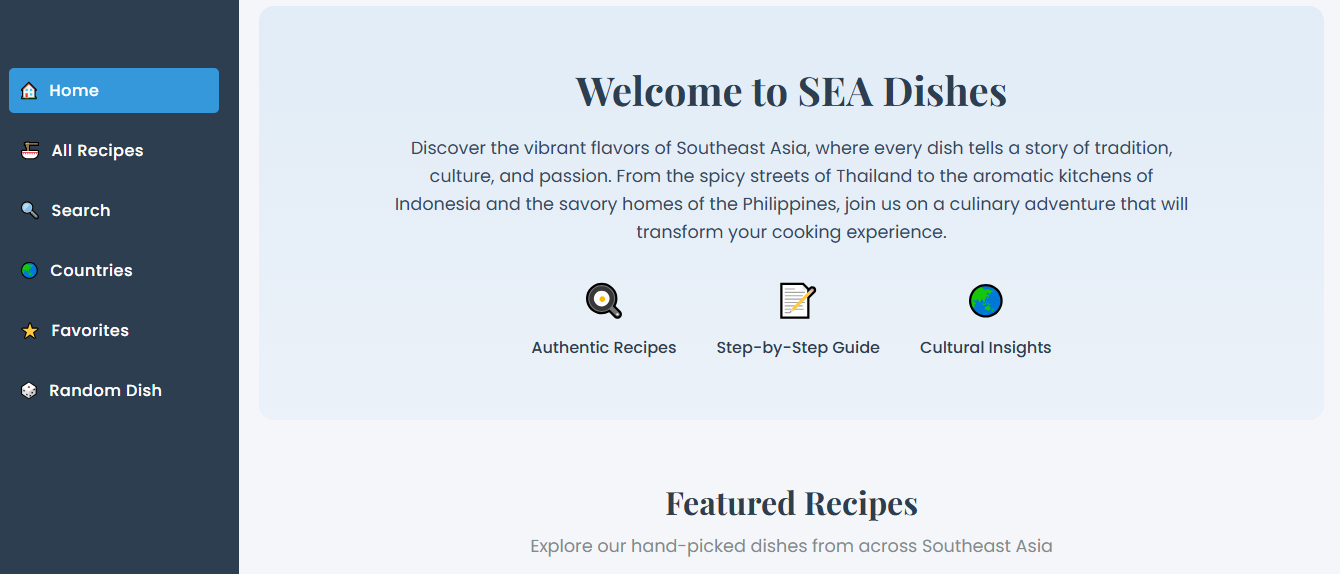 Home
All Recipes
Search
Countries
Favorites
Random Dish
Welcome to SEA Dishes
Discover the vibrant flavors of Southeast Asia, where every dish tells a story of tradition,
culture, and passion. From the spicy streets of Thailand to the aromatic kitchens of
Indonesia and the savory homes of the Philippines, join us on a culinary adventure that will
transform your cooking experience.
Authentic Recipes
Step-by-Step Guide
Cultural Insights
Featured Recipes
Explore our hand-picked dishes from across Southeast Asia